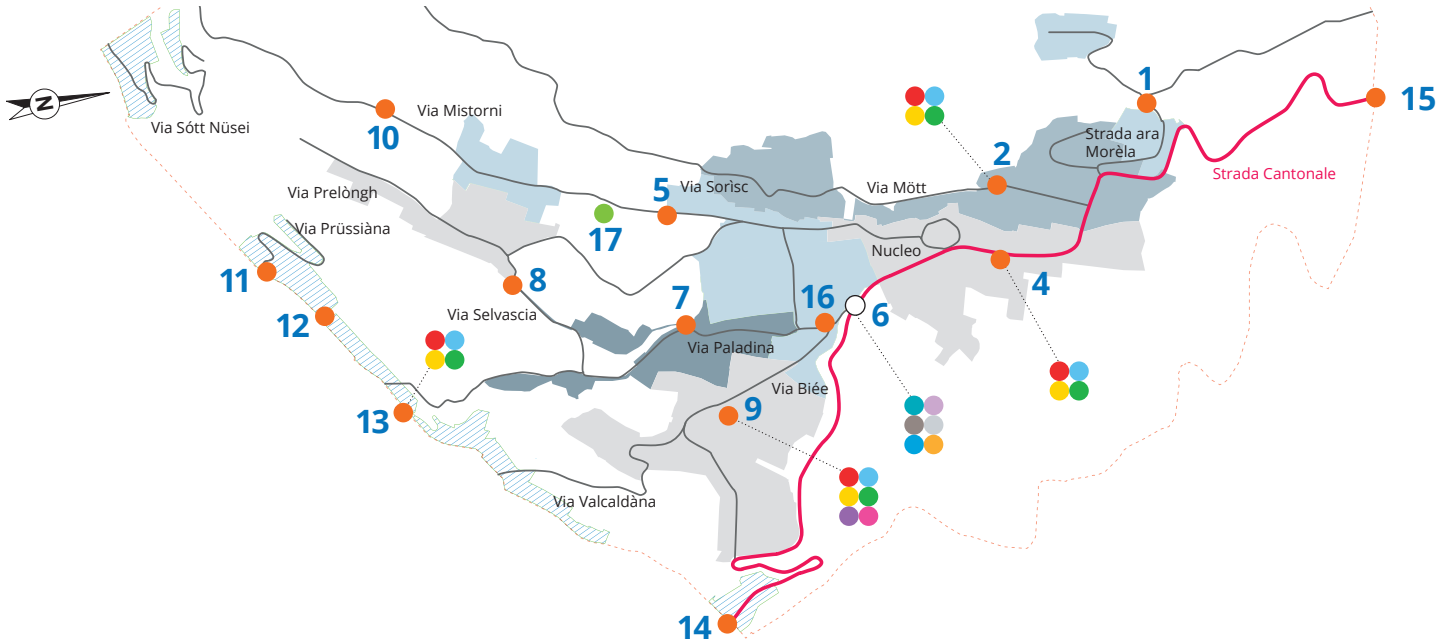 1
15
Via Mistorni
10
Via Sótt Nüsei
N
Strada ara
Morèla
2
Strada Cantonale
Via Prelòngh
5
Via Sorìsc
Via Mött
17
Via Prüssiàna
Nucleo
11
8
4
7
16
6
12
Via Selvascia
Via Paladina
Via Biée
9
13
Via Valcaldàna
14